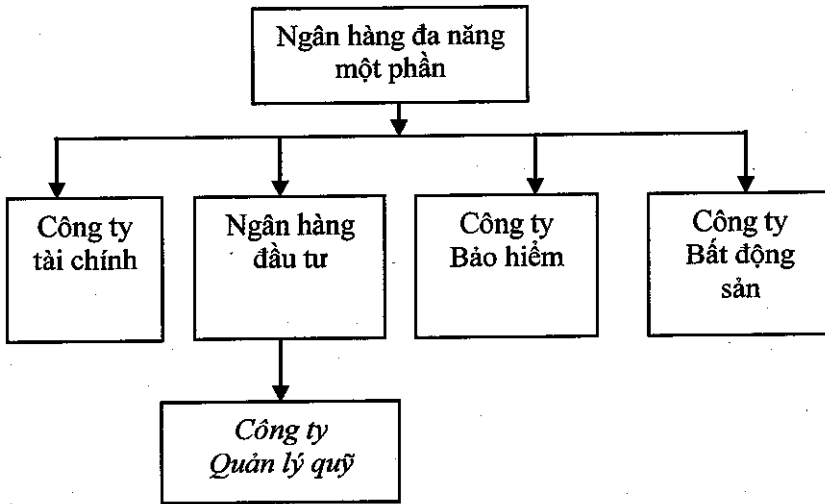 Ngân hàng đa năng
một phần
Công ty
tài chính
Ngân hàng
đầu tư
Công ty
Bảo hiểm
Công ty
Bất động
sản
Công ty
Quản lý quỹ